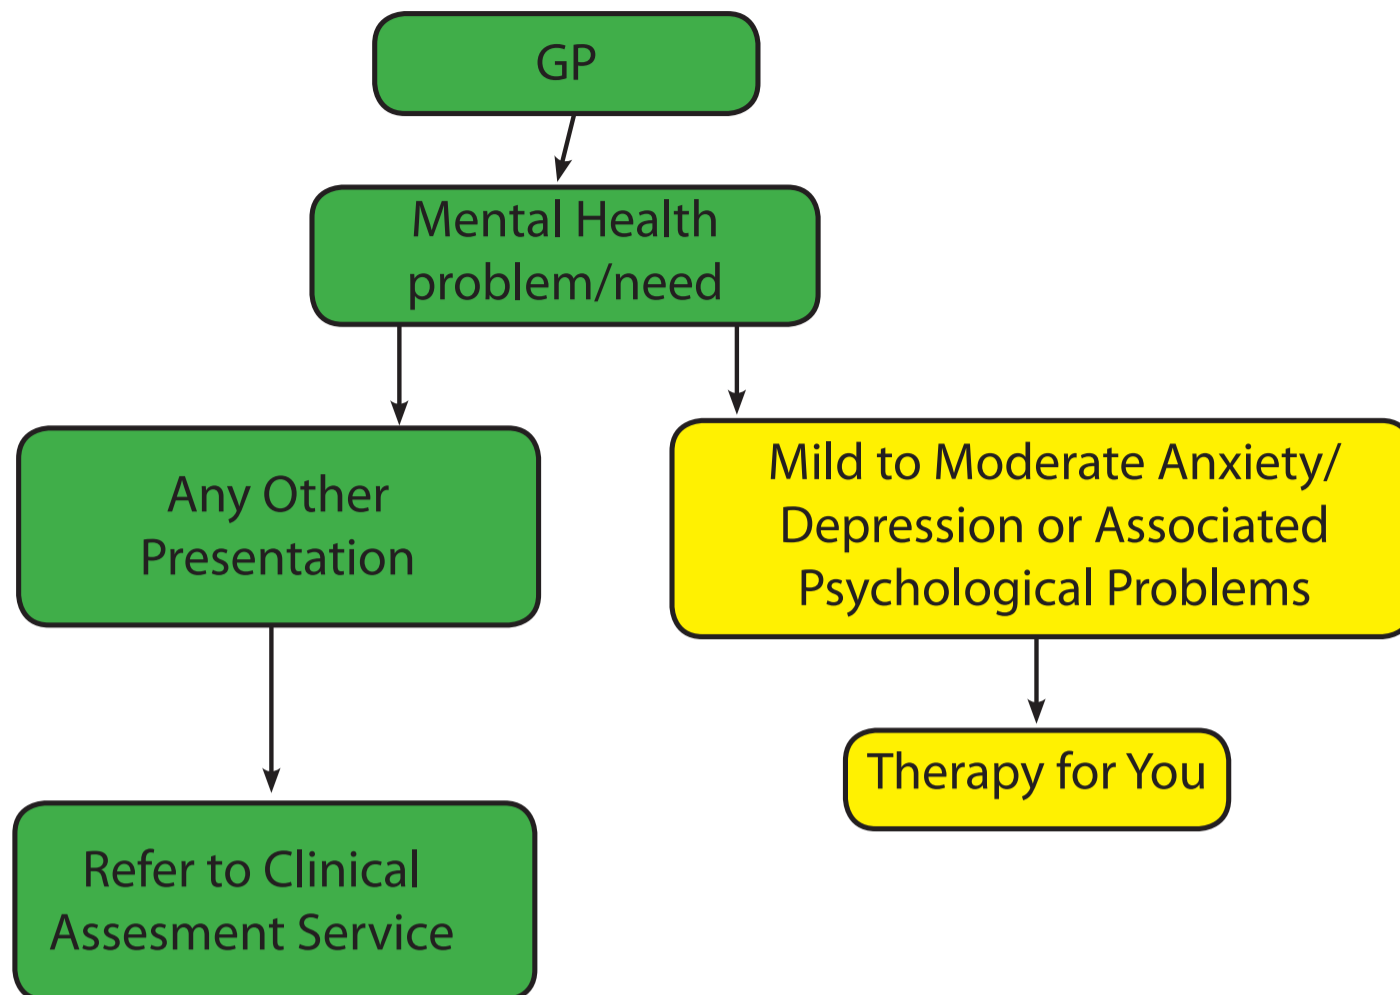 GP
Mental Health
problem/need
Any Other
Presentation
Mild to Moderate Anxiety/
Depression or Associated
Psychological Problems
Refer to Clinical
Assesment Service
Therapy for You